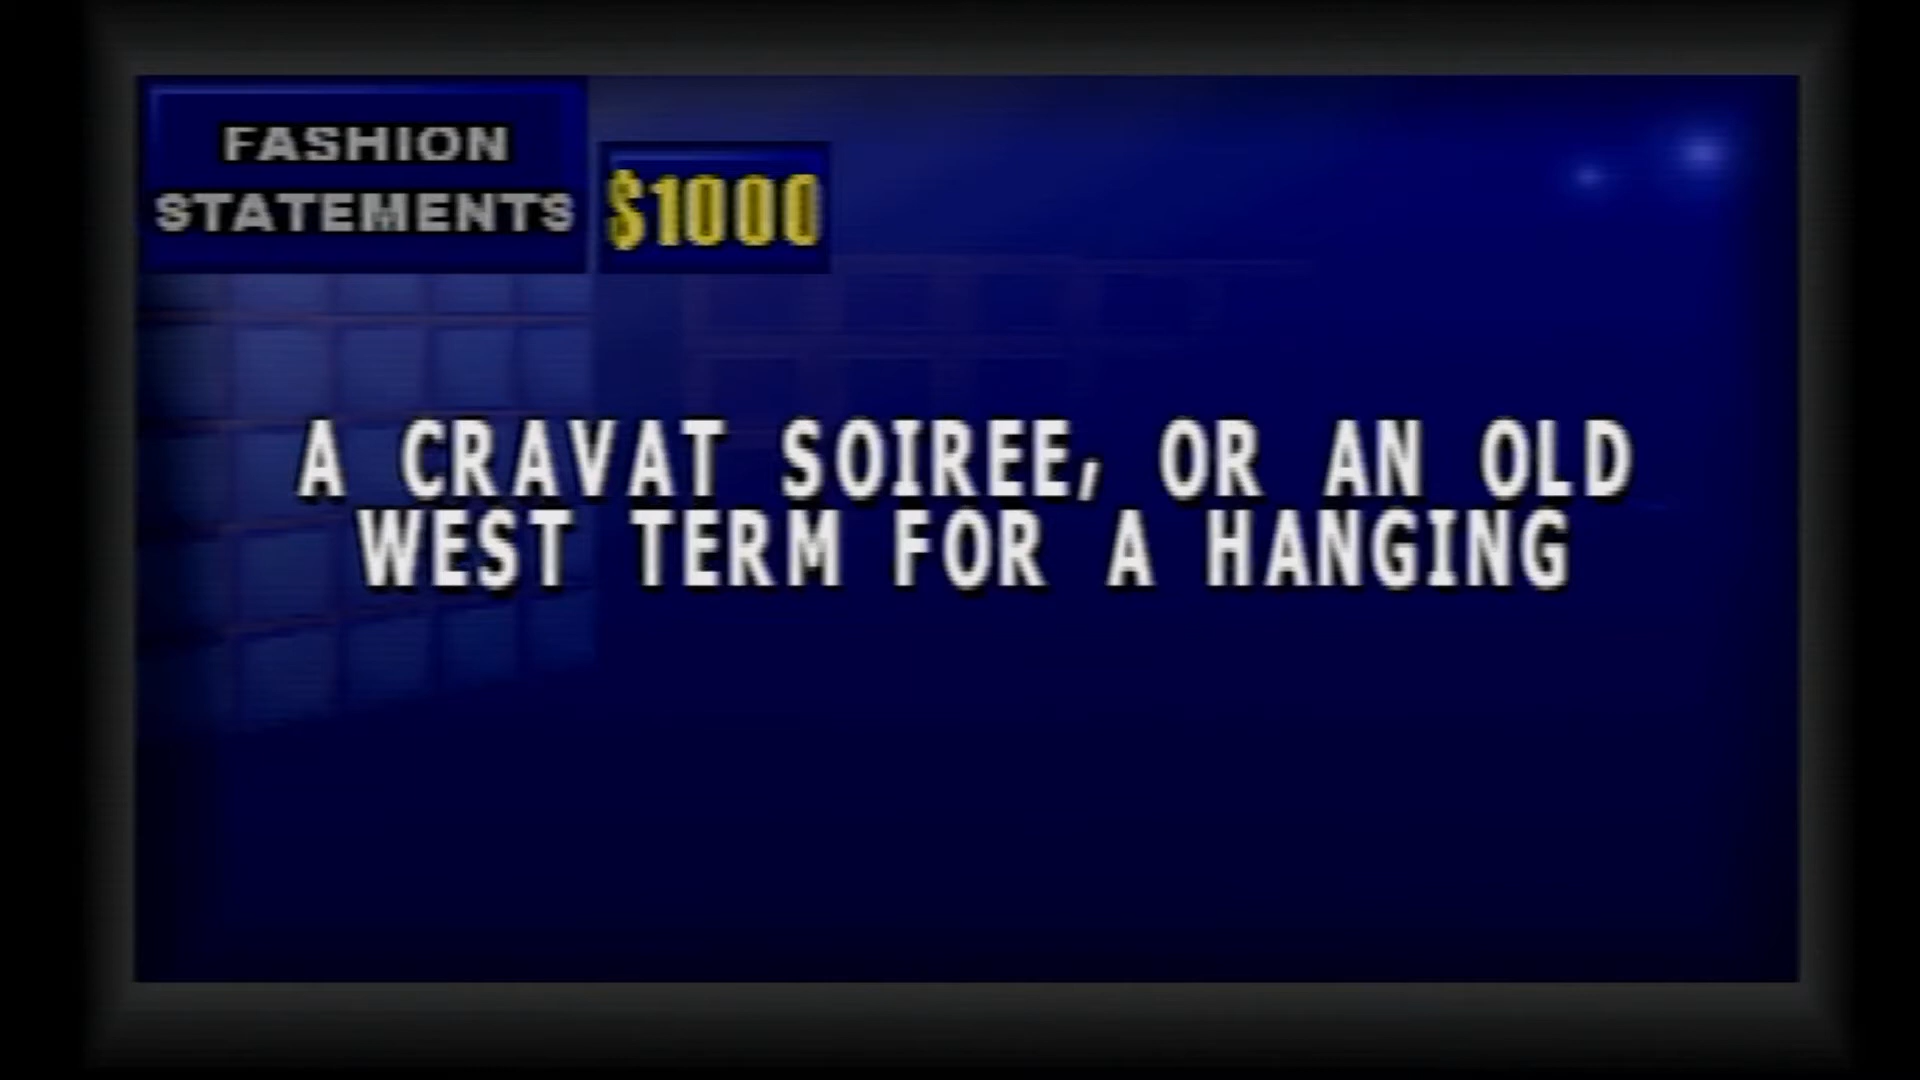 FASHION
STATEMENTS
$1000
A CRAVAT SOIREE, OR AN OLD
WEST TERM FOR A HANGING